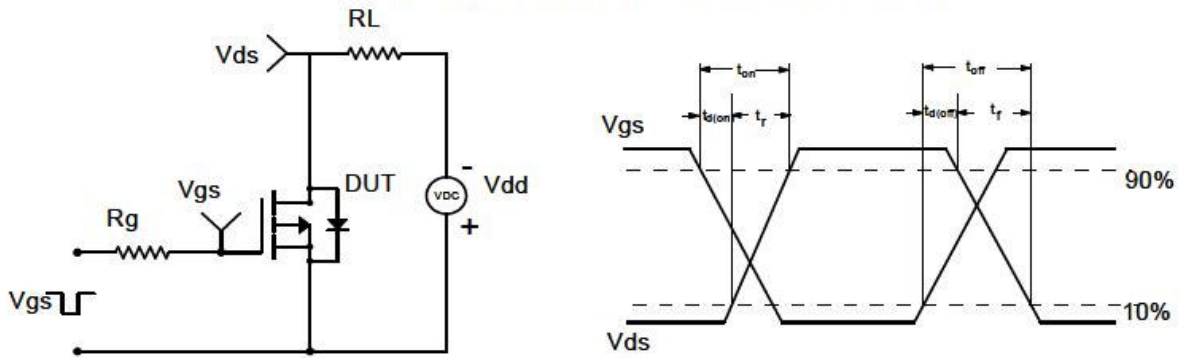 RL
Vds
Vgs
DUT
Rg
VDC
-
+
Vdd
Vgs
ton
toff
td(on)
tr
td(off)
tf
Vgs
90%
10%
Vds